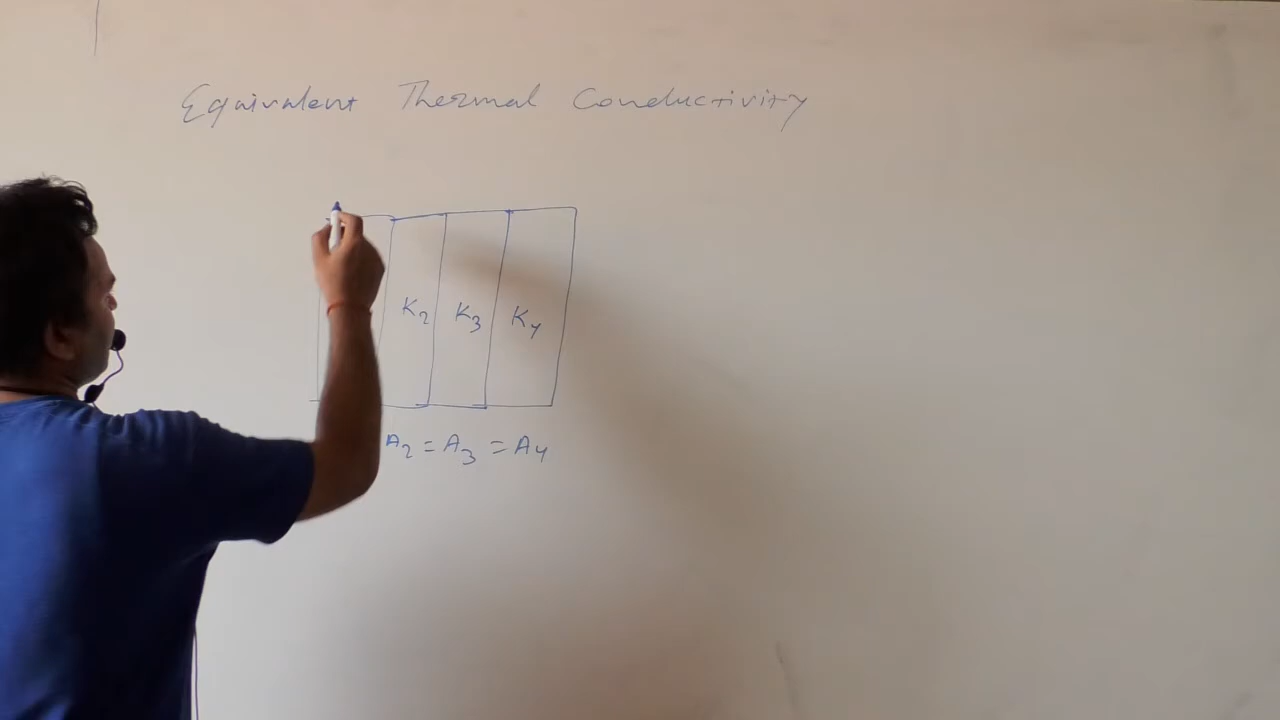 Equivalent Thermal Conductivity
K2 K3 K4
A2 = A3 = A4